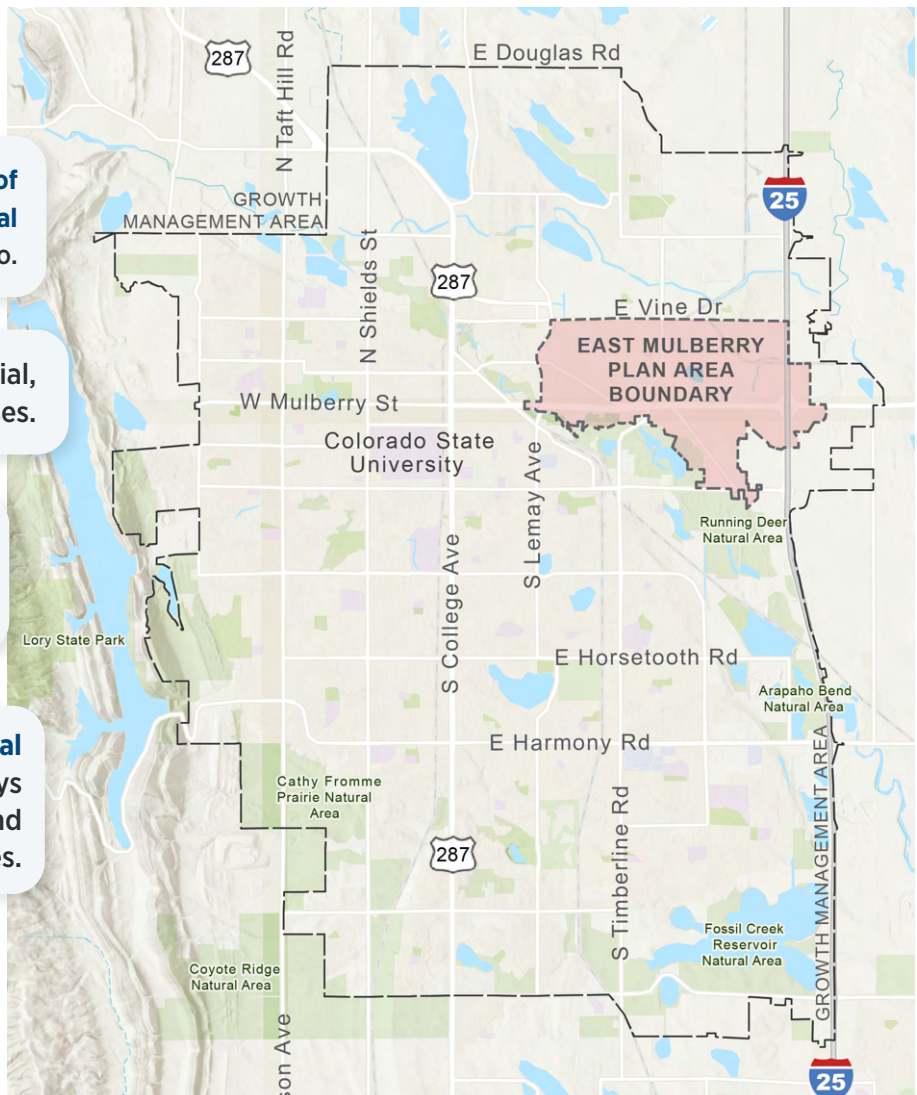 287
N Taft Hill Rd
E Douglas Rd
of
al
o.
GROWTH
MANAGEMENT AREA
25
N Shields St
287
E Vine Dr
EAST MULBERRY
PLAN AREA
BOUNDARY
ial,
es.
W Mulberry St
Colorado State
University
S Lemay Ave
Running Deer
Natural Area
S College Ave
Lory State Park
E Horsetooth Rd
Arapaho Bend
Natural Area
al
ys
nd
es.
E Harmony Rd
Cathy Fromme
Prairie Natural
Area
GROWTH MANAGEMENT AREA
287
S Timberline Rd
Fossil Creek
Reservoir
Natural Area
Coyote Ridge
Natural Area
son Ave
25